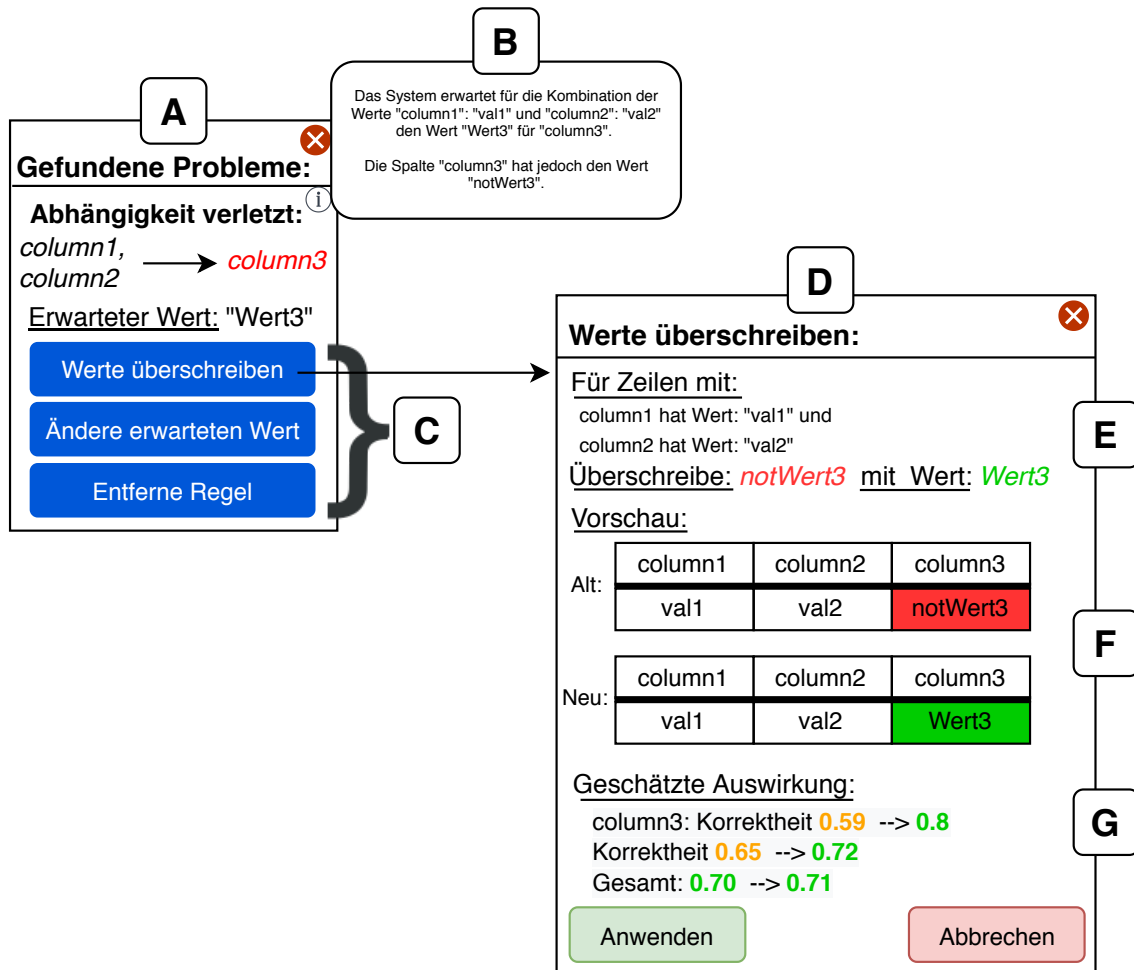 A
Gefundene Probleme:
Abhängigkeit verletzt:
i
column1,
column2
column3
Erwarteter Wert: "Wert3"
Werte überschreiben
Ändere erwarteten Wert
Entferne Regel
B
Das System erwartet für die Kombination der
Werte "column1": "val1" und "column2": "val2"
den Wert "Wert3" für "column3".
Die Spalte "column3" hat jedoch den Wert
"notWert3".
C
D
Werte überschreiben:
Für Zeilen mit:
column1 hat Wert: "val1" und
column2 hat Wert: "val2"
Überschreibe: notWert3 mit Wert: Wert3
E
Vorschau:
Alt:
column1 column2 column3
val1 val2 notWert3
F
Neu:
column1 column2 column3
val1 val2 Wert3
Geschätzte Auswirkung:
column3: Korrektheit 0.59 --> 0.8
Korrektheit 0.65 --> 0.72
Gesamt: 0.70 --> 0.71
G
Anwenden
Abbrechen